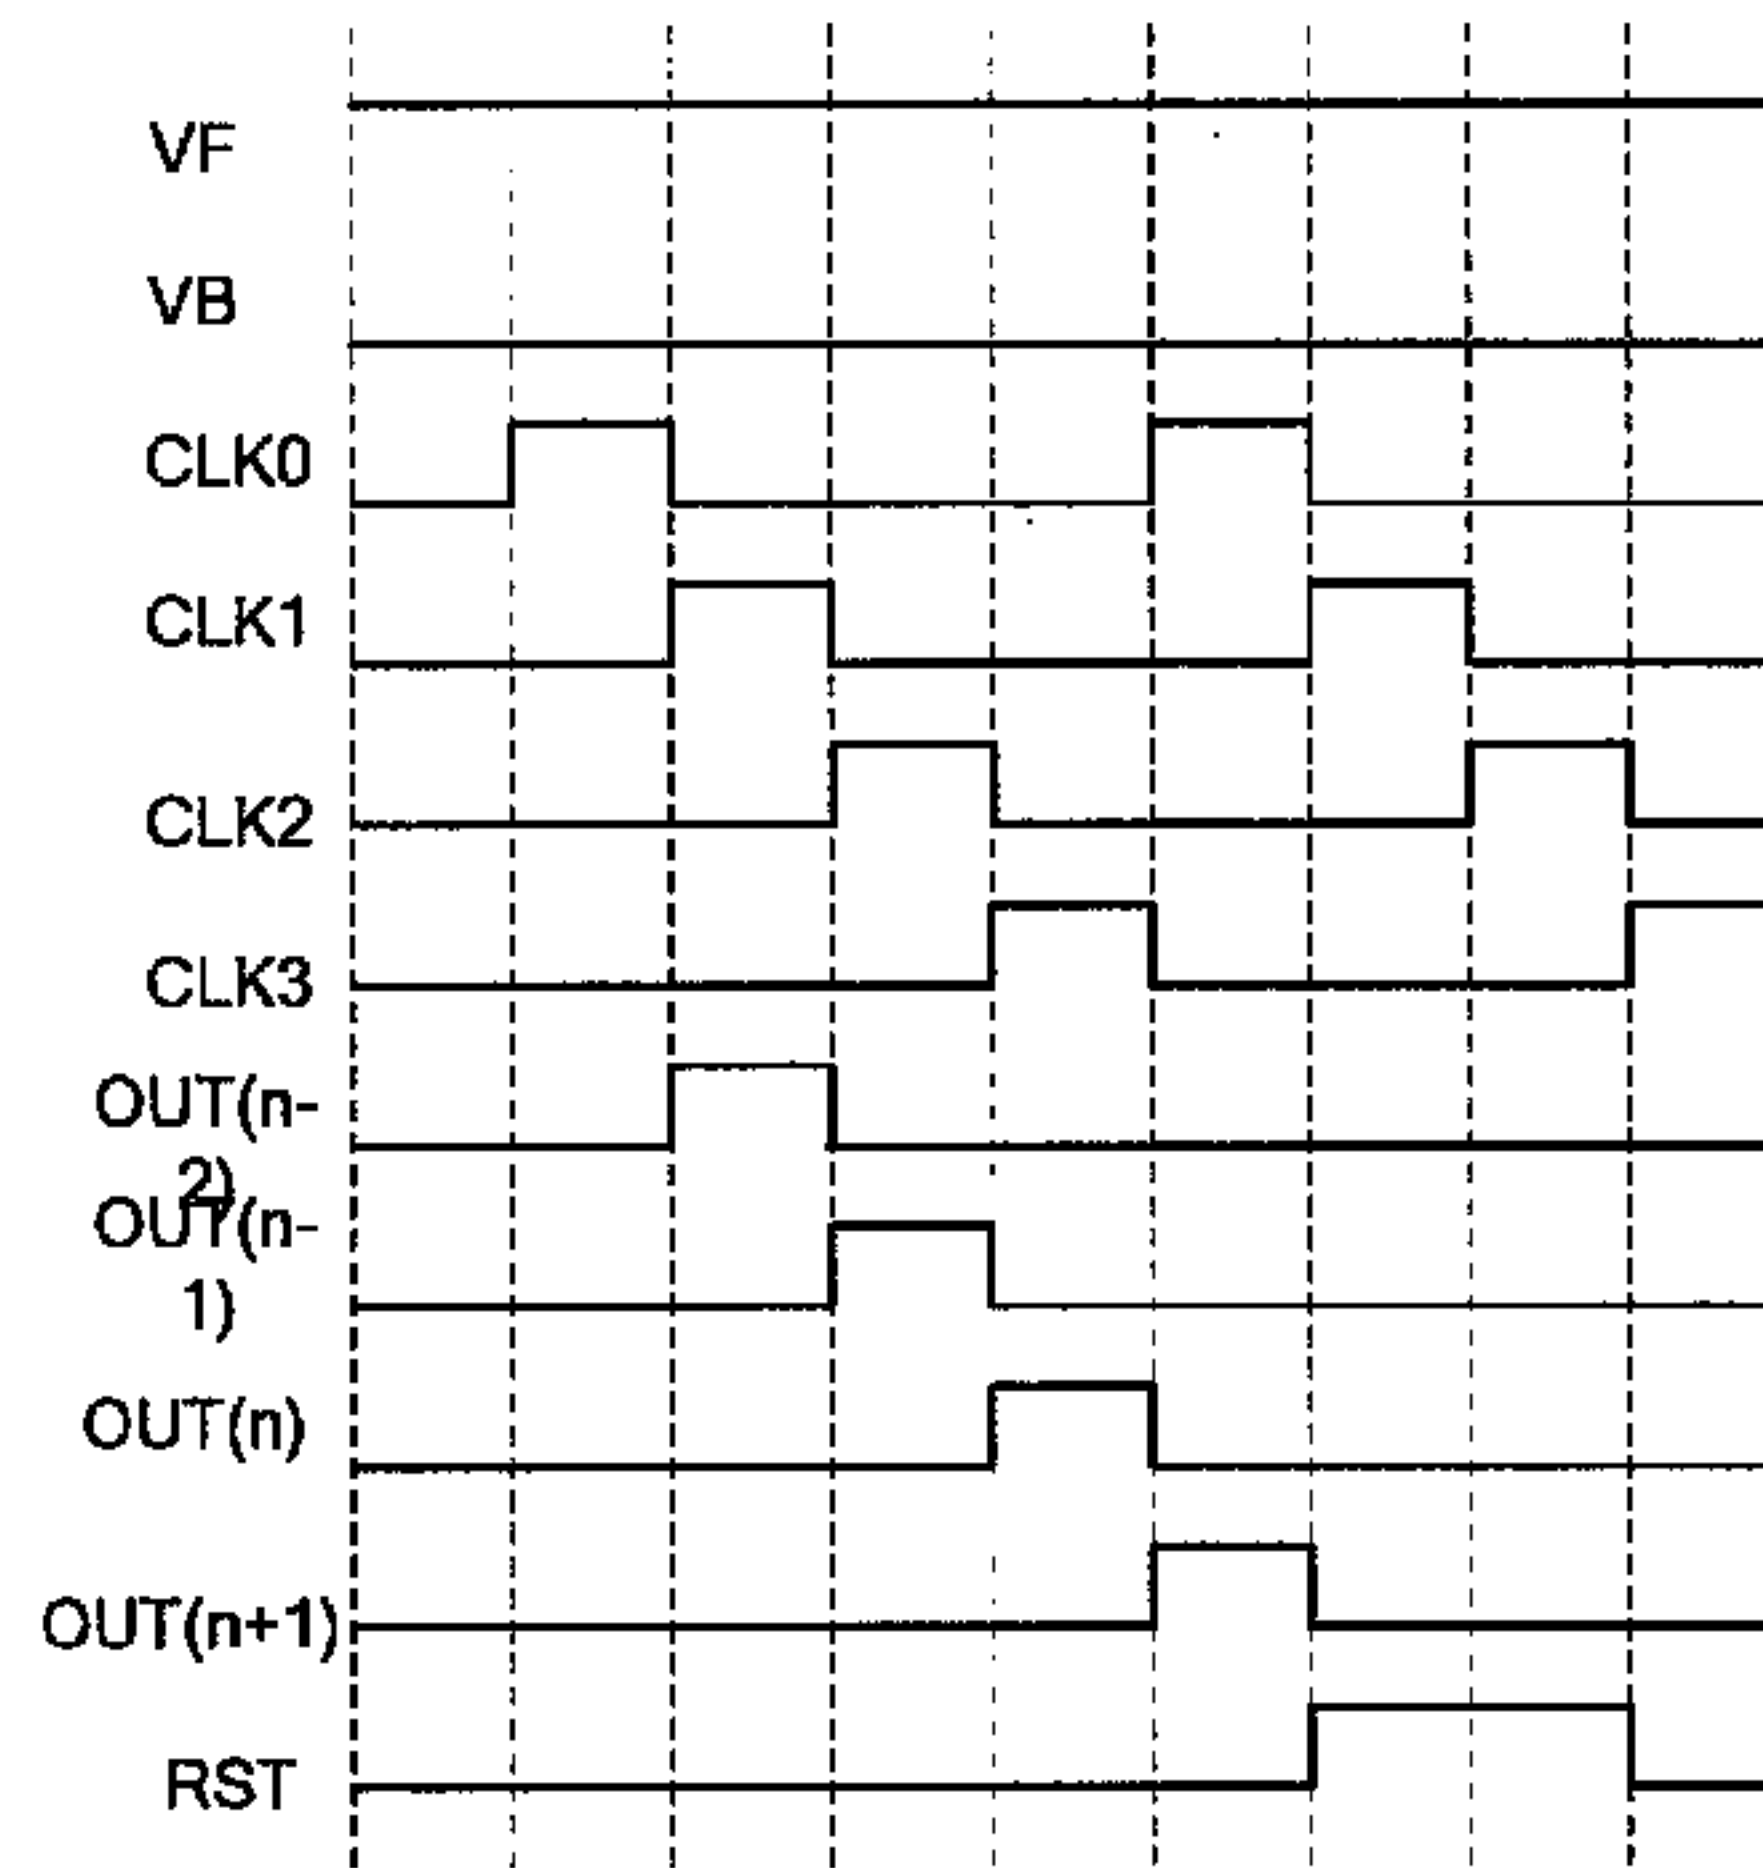 VF
VB
CLK0
CLK1
CLK2
CLK3
OUT(n-
2)
OUT(n-
1)
OUT(n)
OUT(n+1)
RST